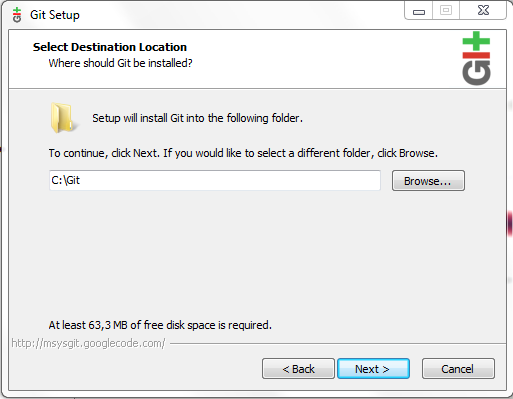 Git Setup
Select Destination Location
Where should Git be installed?
GIt
Setup will install Git into the following folder.
To continue, click Next. If you would like to select a different folder, click Browse.
C:\Git
Browse...
At least 63,3 MB of free disk space is required.
http://msysgit.googlecode.com/
< Back
Next >
Cancel